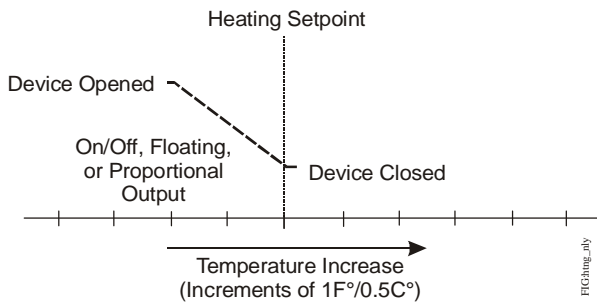 Heating Setpoint
Device Opened
On/Off, Floating,
or Proportional
Output
Device Closed
Temperature Increase
(Increments of 1F°/0.5C°)
FIG:htng_nly